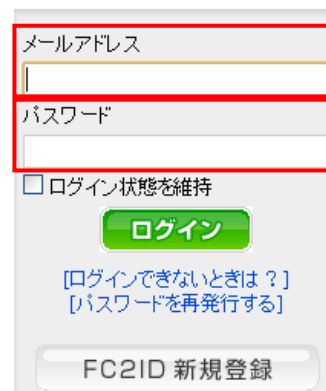 メールアドレス
パスワード
ログイン状態を維持
ログイン
[ログインできないときは？]
[パスワードを再発行する]
FC2ID 新規登録